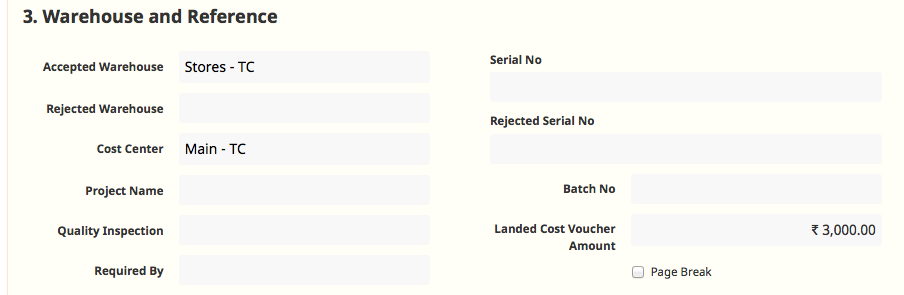 3. Warehouse and Reference
Accepted Warehouse Stores - TC
Rejected Warehouse
Cost Center Main - TC
Project Name
Quality Inspection
Required By
Serial No
Rejected Serial No
Batch No
Landed Cost Voucher
Amount ₹ 3,000.00
Page Break